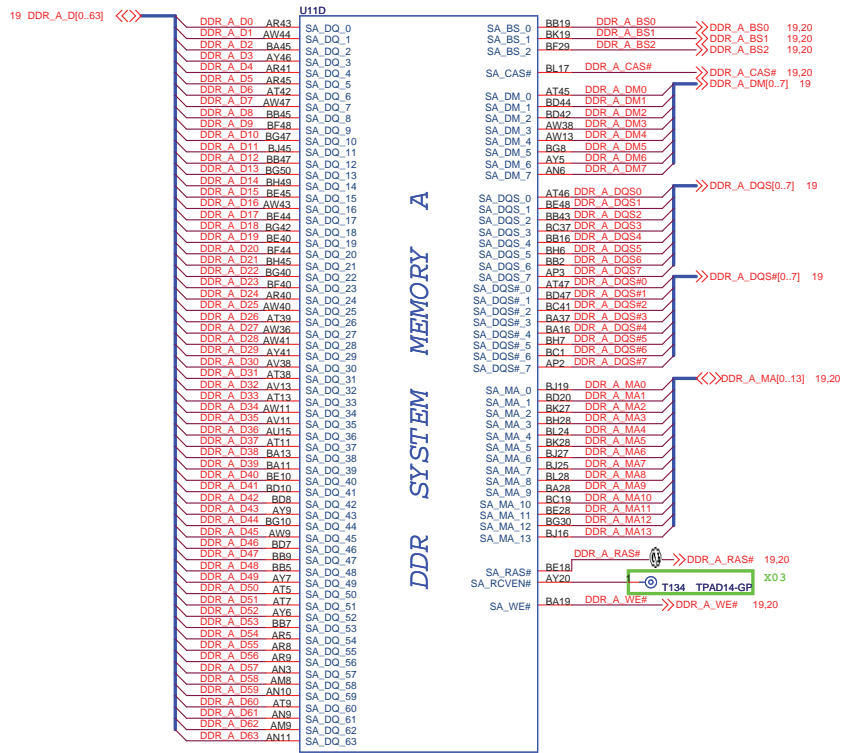 19 DDR_A_D[0..63]
U11D
DDR_A_D0 AR43 SA_DQ_0
DDR_A_D1 AW44 SA_DQ_1
DDR_A_D2 BA45 SA_DQ_2
DDR_A_D3 AY46 SA_DQ_3
DDR_A_D4 AR41 SA_DQ_4
DDR_A_D5 AR45 SA_DQ_5
DDR_A_D6 AT42 SA_DQ_6
DDR_A_D7 AW47 SA_DQ_7
DDR_A_D8 BB45 SA_DQ_8
DDR_A_D9 BF48 SA_DQ_9
DDR_A_D10 BG47 SA_DQ_10
DDR_A_D11 BJ45 SA_DQ_11
DDR_A_D12 BB47 SA_DQ_12
DDR_A_D13 BG50 SA_DQ_13
DDR_A_D14 BH49 SA_DQ_14
DDR_A_D15 BE45 SA_DQ_15
DDR_A_D16 AW43 SA_DQ_16
DDR_A_D17 BE44 SA_DQ_17
DDR_A_D18 BG42 SA_DQ_18
DDR_A_D19 BE40 SA_DQ_19
DDR_A_D20 BF44 SA_DQ_20
DDR_A_D21 BH45 SA_DQ_21
DDR_A_D22 BG40 SA_DQ_22
DDR_A_D23 BF40 SA_DQ_23
DDR_A_D24 AR40 SA_DQ_24
DDR_A_D25 AW40 SA_DQ_25
DDR_A_D26 AT39 SA_DQ_26
DDR_A_D27 AW36 SA_DQ_27
DDR_A_D28 AW41 SA_DQ_28
DDR_A_D29 AY41 SA_DQ_29
DDR_A_D30 AV38 SA_DQ_30
DDR_A_D31 AT38 SA_DQ_31
DDR_A_D32 AV13 SA_DQ_32
DDR_A_D33 AT13 SA_DQ_33
DDR_A_D34 AW11 SA_DQ_34
DDR_A_D35 AV11 SA_DQ_35
DDR_A_D36 AU15 SA_DQ_36
DDR_A_D37 AT11 SA_DQ_37
DDR_A_D38 BA13 SA_DQ_38
DDR_A_D39 BA11 SA_DQ_39
DDR_A_D40 BE10 SA_DQ_40
DDR_A_D41 BD10 SA_DQ_41
DDR_A_D42 BD8 SA_DQ_42
DDR_A_D43 AY9 SA_DQ_43
DDR_A_D44 BG10 SA_DQ_44
DDR_A_D45 AW9 SA_DQ_45
DDR_A_D46 BD7 SA_DQ_46
DDR_A_D47 BB9 SA_DQ_47
DDR_A_D48 BB5 SA_DQ_48
DDR_A_D49 AY7 SA_DQ_49
DDR_A_D50 AT5 SA_DQ_50
DDR_A_D51 AT7 SA_DQ_51
DDR_A_D52 AY6 SA_DQ_52
DDR_A_D53 BB7 SA_DQ_53
DDR_A_D54 AR5 SA_DQ_54
DDR_A_D55 AR8 SA_DQ_55
DDR_A_D56 AR9 SA_DQ_56
DDR_A_D57 AN3 SA_DQ_57
DDR_A_D58 AM8 SA_DQ_58
DDR_A_D59 AN10 SA_DQ_59
DDR_A_D60 AT9 SA_DQ_60
DDR_A_D61 AN9 SA_DQ_61
DDR_A_D62 AM9 SA_DQ_62
DDR_A_D63 AN11 SA_DQ_63
DDR SYSTEM MEMORY A
SA_BS_0 BB19 DDR_A_BS0 DDR_A_BS0 19,20
SA_BS_1 BK19 DDR_A_BS1 DDR_A_BS1 19,20
SA_BS_2 BF29 DDR_A_BS2 DDR_A_BS2 19,20
SA_CAS# BL17 DDR_A_CAS# DDR_A_CAS# 19,20
DDR_A_DM[0..7] 19
SA_DM_0 AT45 DDR_A_DM0
SA_DM_1 BD44 DDR_A_DM1
SA_DM_2 BD42 DDR_A_DM2
SA_DM_3 AW38 DDR_A_DM3
SA_DM_4 AW13 DDR_A_DM4
SA_DM_5 BG8 DDR_A_DM5
SA_DM_6 AY5 DDR_A_DM6
SA_DM_7 AN6 DDR_A_DM7
DDR_A_DQS[0..7] 19
SA_DQS_0 AT46 DDR_A_DQS0
SA_DQS_1 BE48 DDR_A_DQS1
SA_DQS_2 BB43 DDR_A_DQS2
SA_DQS_3 BC37 DDR_A_DQS3
SA_DQS_4 BB16 DDR_A_DQS4
SA_DQS_5 BH6 DDR_A_DQS5
SA_DQS_6 BB2 DDR_A_DQS6
SA_DQS_7 AP3 DDR_A_DQS7
DDR_A_DQS#[0..7] 19
SA_DQS#_0 AT47 DDR_A_DQS#0
SA_DQS#_1 BD47 DDR_A_DQS#1
SA_DQS#_2 BC41 DDR_A_DQS#2
SA_DQS#_3 BA37 DDR_A_DQS#3
SA_DQS#_4 BA16 DDR_A_DQS#4
SA_DQS#_5 BH7 DDR_A_DQS#5
SA_DQS#_6 BC1 DDR_A_DQS#6
SA_DQS#_7 AP2 DDR_A_DQS#7
DDR_A_MA[0..13] 19,20
SA_MA_0 BJ19 DDR_A_MA0
SA_MA_1 BD20 DDR_A_MA1
SA_MA_2 BK27 DDR_A_MA2
SA_MA_3 BH28 DDR_A_MA3
SA_MA_4 BL24 DDR_A_MA4
SA_MA_5 BK28 DDR_A_MA5
SA_MA_6 BJ27 DDR_A_MA6
SA_MA_7 BJ25 DDR_A_MA7
SA_MA_8 BL28 DDR_A_MA8
SA_MA_9 BA28 DDR_A_MA9
SA_MA_10 BC19 DDR_A_MA10
SA_MA_11 BE28 DDR_A_MA11
SA_MA_12 BG30 DDR_A_MA12
SA_MA_13 BJ16 DDR_A_MA13
SA_RAS# BE18 DDR_A_RAS# DDR_A_RAS# 19,20
SA_RCVEN# AY20 1 T134 TPAD14-GP X03
SA_WE# BA19 DDR_A_WE# DDR_A_WE# 19,20